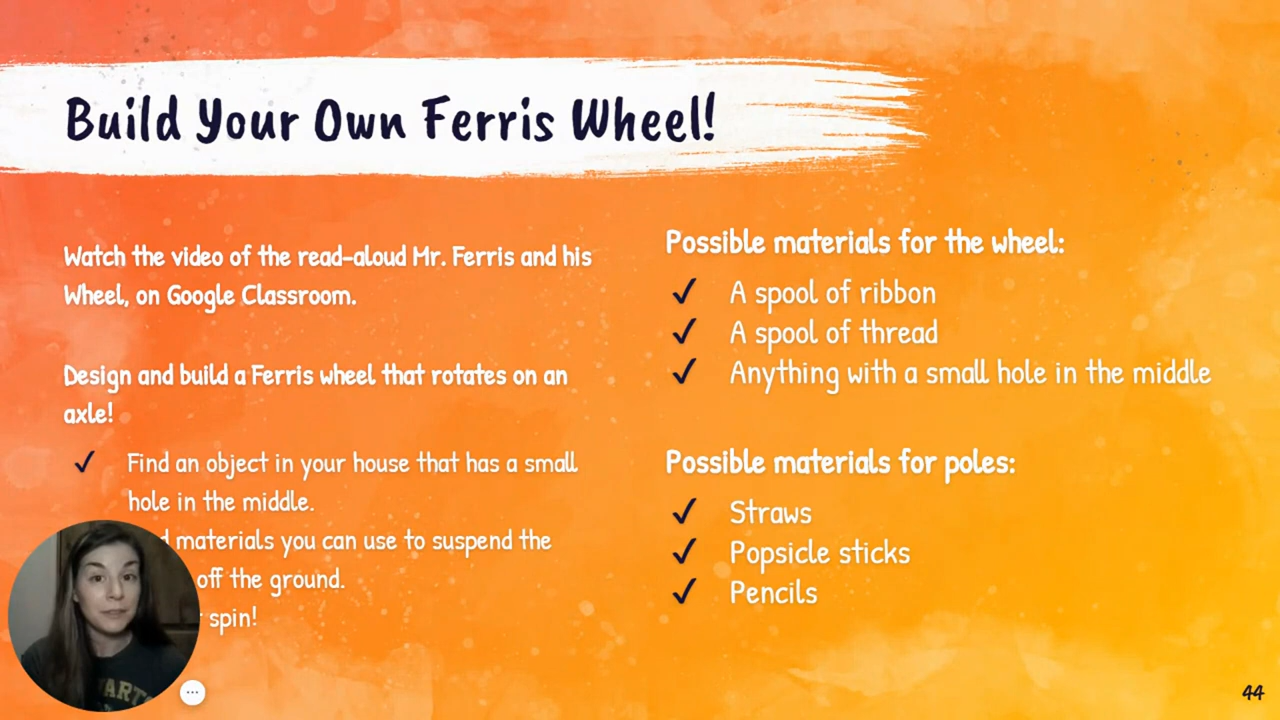 Build Your Own Ferris Wheel!
Watch the video of the read-aloud Mr. Ferris and his
Wheel, on Google Classroom.
Design and build a Ferris wheel that rotates on an
axle!
✓ Find an object in your house that has a small
hole in the middle.
materials you can use to suspend the
off the ground.
spin!
Possible materials for the wheel:
✓ A spool of ribbon
✓ A spool of thread
✓ Anything with a small hole in the middle
Possible materials for poles:
✓ Straws
✓ Popsicle sticks
✓ Pencils
44